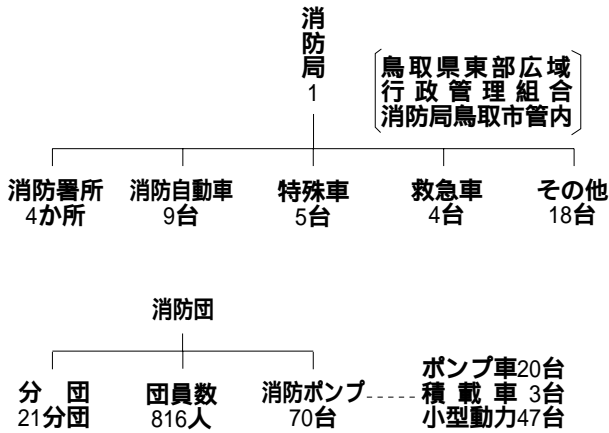 消防局
1
鳥取県東部広域
行政管理組合
消防局鳥取市管内
消防署所
4か所
消防自動車
9台
特殊車
5台
救急車
4台
その他
18台
消防団
分団
21分団
団員数
816人
消防ポンプ
70台
ポンプ車20台
積載車 3台
小型動力47台